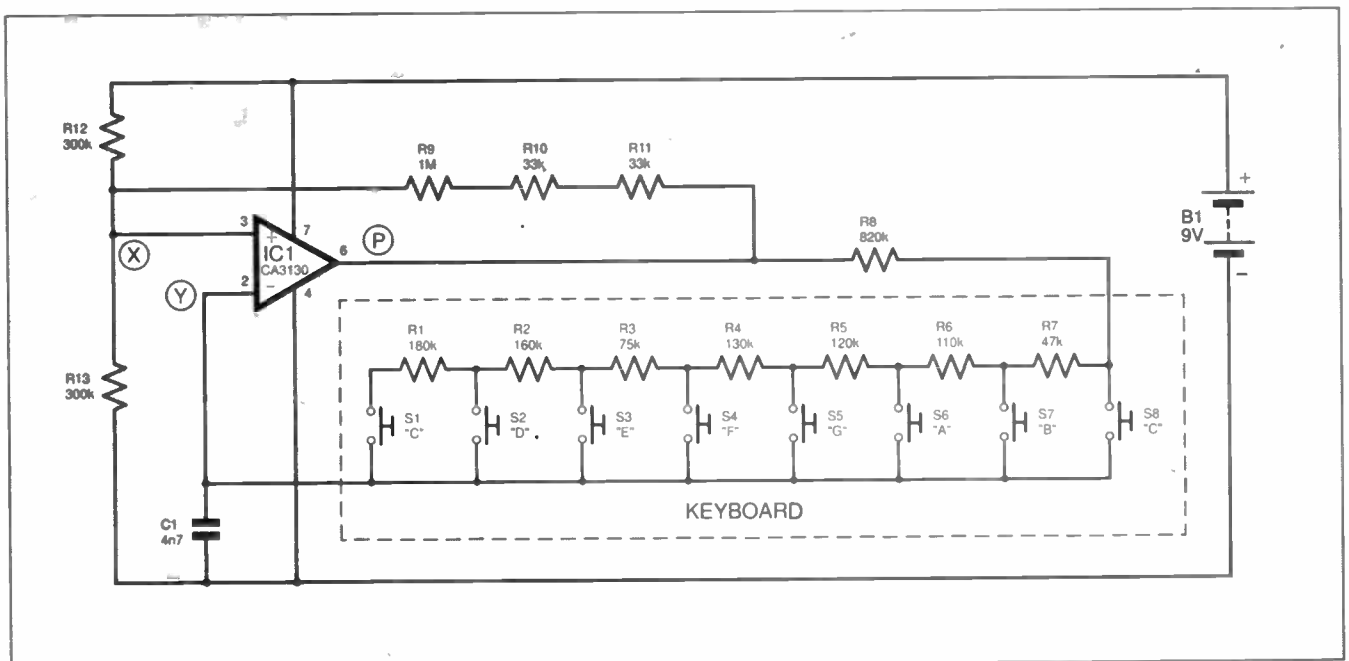 R12
300k
R9
1M
R10
33k
R11
33k
R8
820k
B1
9V
+
−
3
+
7
IC1
CA3130
6
P
X
2
−
4
Y
R13
300k
R1
180k
R2
160k
R3
75k
R4
130k
R5
120k
R6
110k
R7
47k
S1
"C"
S2
"D"
S3
"E"
S4
"F"
S5
"G"
S6
"A"
S7
"B"
S8
"C"
KEYBOARD
C1
4n7